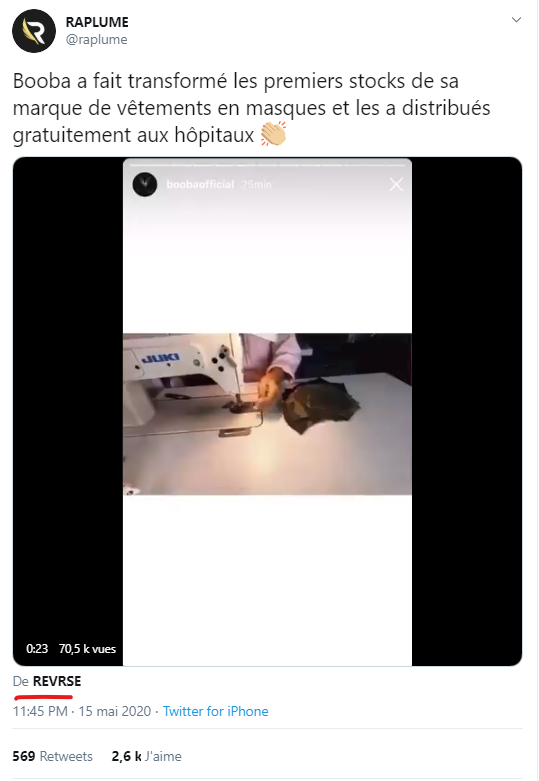 RAPLUME
@raplume
Booba a fait transformé les premiers stocks de sa
marque de vêtements en masques et les a distribués
gratuitement aux hôpitaux 👏🏼
boobaofficial 25min
JUKI
0:23 70,5 k vues
De REVRSE
11:45 PM · 15 mai 2020 · Twitter for iPhone
569 Retweets 2,6 k J'aime